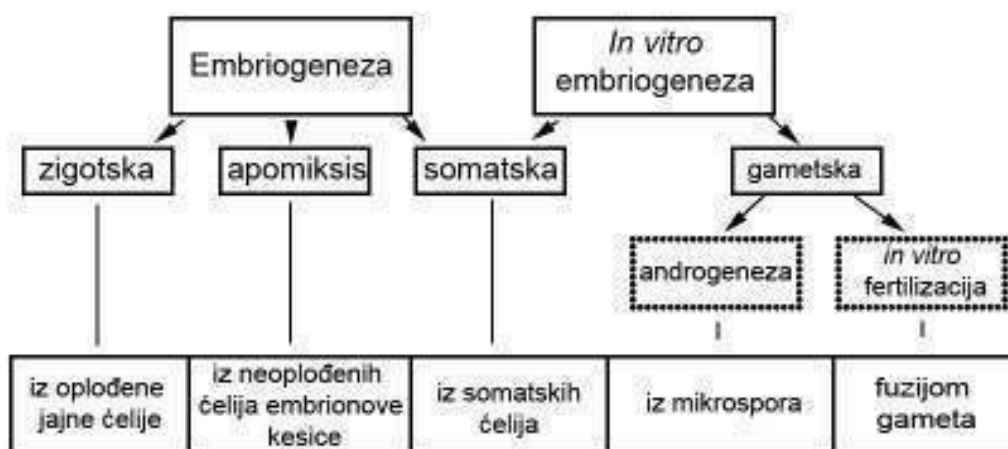 Embriogeneza
In vitro
embriogeneza
zigotska
apomiksis
somatska
gametska
androgeneza
in vitro
fertilizacija
iz oplođene
jajne ćelije
iz neoplođenih
ćelija embrionove
kesice
iz somatskih
ćelija
iz mikrospora
fuzijom
gameta